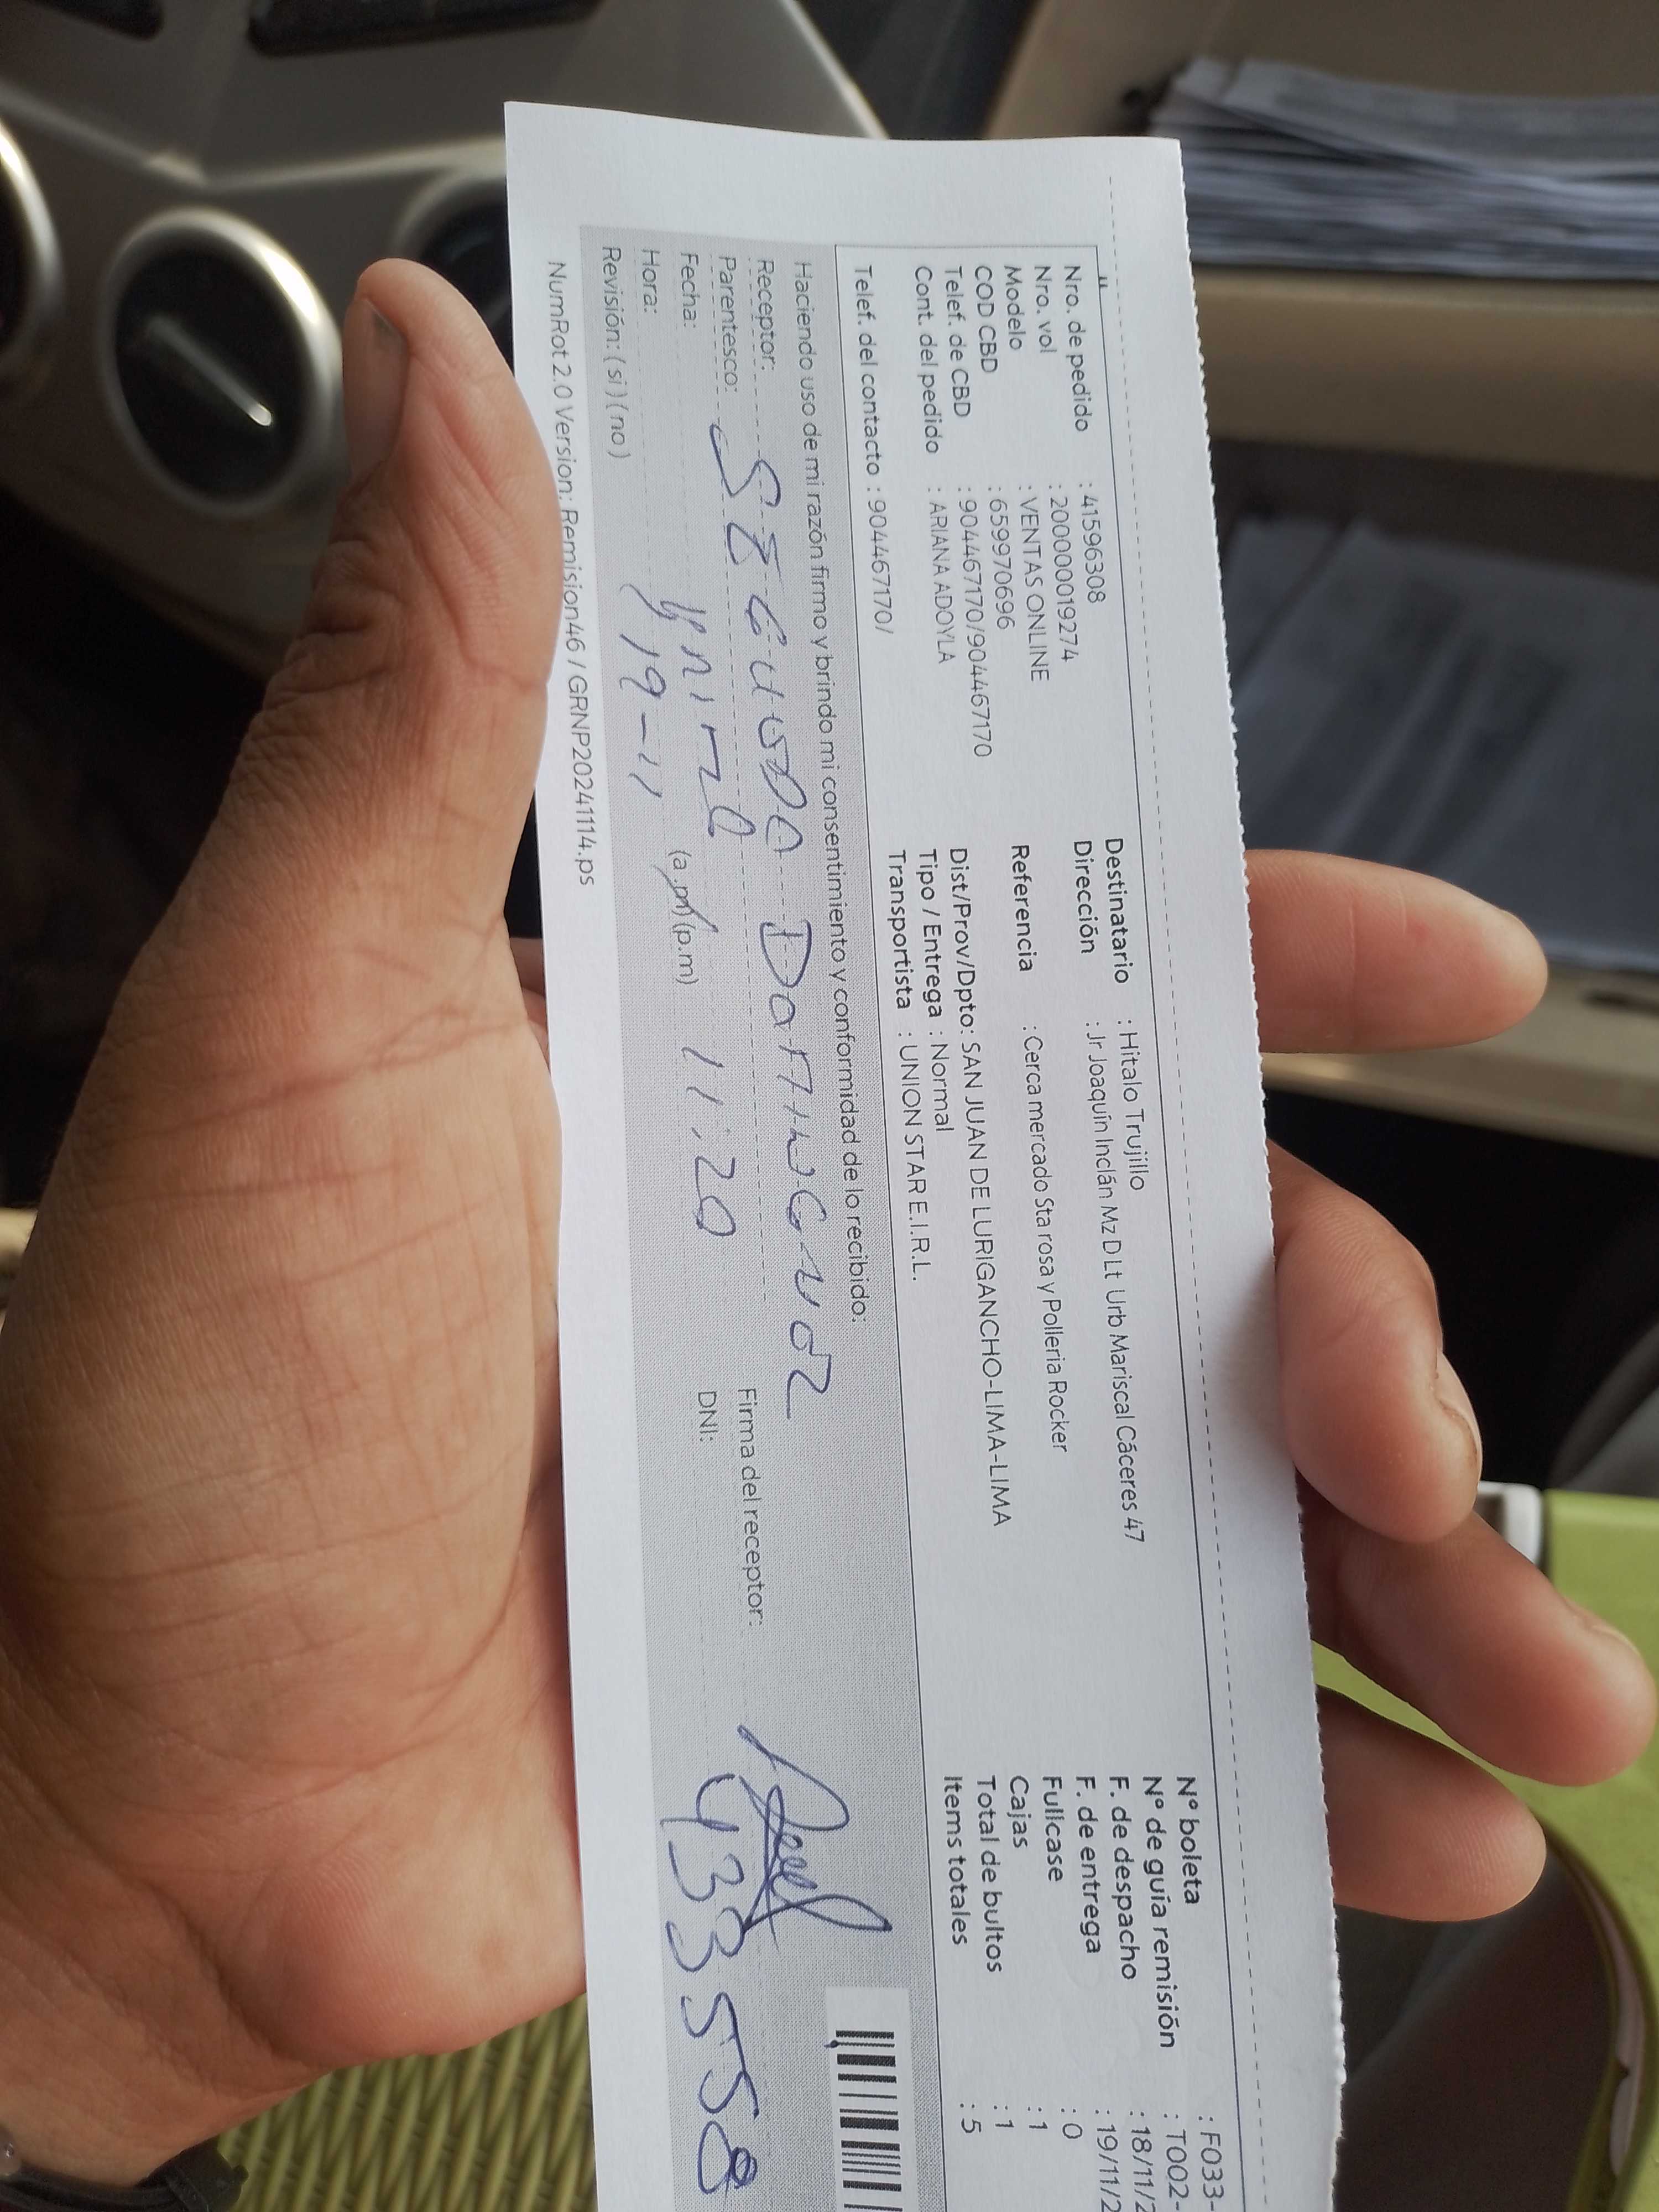 Nro. de pedido : 41596308
Nro. vol : 2000000019274
Modelo : VENTAS ONLINE
COD CBD : 6599970696
Telef. de CBD : 904467170/904467170
Cont. del pedido : ARIANA ADOYLA
Telef. del contacto : 904467170/
Destinatario : Hitalo Trujillo
Dirección : Jr Joaquín Inclán Mz D Lt Urb Mariscal Cáceres 47
Referencia : Cerca mercado Sta rosa y Polleria Rocker
Dist/Prov/Dpto: SAN JUAN DE LURIGANCHO-LIMA-LIMA
Tipo / Entrega : Normal
Transportista : UNION STAR E.I.R.L.
N° boleta : F033-
N° de guía remisión : T002-
F. de despacho : 18/11/2
F. de entrega : 19/11/2
Fullcase : 0
Cajas : 1
Total de bultos : 1
Items totales : 5
Haciendo uso de mi razón firmo y brindo mi consentimiento y conformidad de lo recibido:
Receptor:
Parentesco:
Fecha: 19-11
Hora: (a.m) (p.m) 11:20
Revisión: ( si ) ( no )
Firma del receptor:
DNI:
NumRot 2.0 Version: Remision46 / GRNP20241114.ps